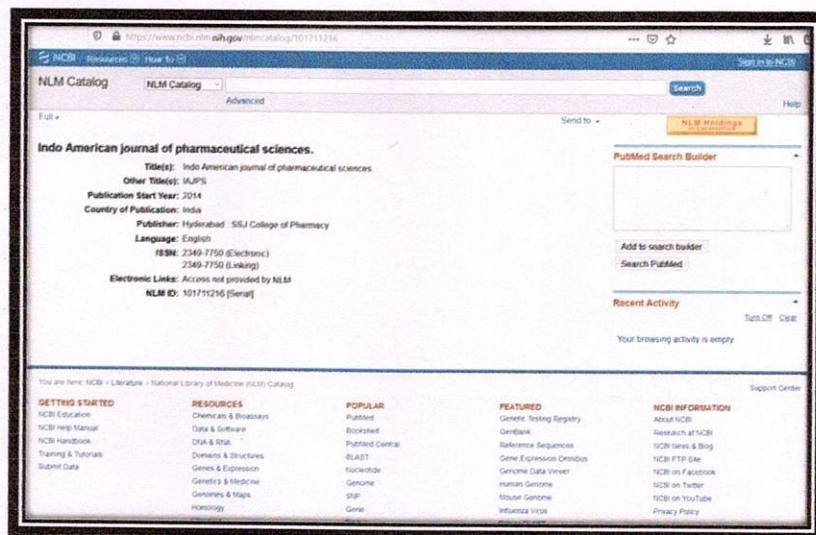 https://www.ncbi.nlm.nih.gov/nlmcatalog/101711216
NCBI Resources How To Sign in to NCBI
NLM Catalog NLM Catalog Search
Advanced Help
Full Send to NLM Holdings
Indo American journal of pharmaceutical sciences.
Title(s): Indo American journal of pharmaceutical sciences.
Other Title(s): IAJPS
Publication Start Year: 2014
Country of Publication: India
Publisher: Hyderabad : SSJ College of Pharmacy
Language: English
ISSN: 2349-7750 (Electronic)
2349-7750 (Linking)
Electronic Links: Access not provided by NLM
NLM ID: 101711216 [Serial]
PubMed Search Builder
Add to search builder
Search PubMed
Recent Activity
Turn Off Clear
Your browsing activity is empty
You are here: NCBI > Literature > National Library of Medicine (NLM) Catalog Support Center
GETTING STARTED
NCBI Education
NCBI Help Manual
NCBI Handbook
Training & Tutorials
Submit Data
RESOURCES
Chemicals & Bioassays
Data & Software
DNA & RNA
Domains & Structures
Genes & Expression
Genetics & Medicine
Genomes & Maps
Homology
POPULAR
PubMed
Bookshelf
PubMed Central
BLAST
Nucleotide
Genome
SNP
Gene
FEATURED
Genetic Testing Registry
GenBank
Reference Sequences
Gene Expression Omnibus
Genome Data Viewer
Human Genome
Mouse Genome
Influenza Virus
NCBI INFORMATION
About NCBI
Research at NCBI
NCBI News & Blog
NCBI FTP Site
NCBI on Facebook
NCBI on Twitter
NCBI on YouTube
Privacy Policy